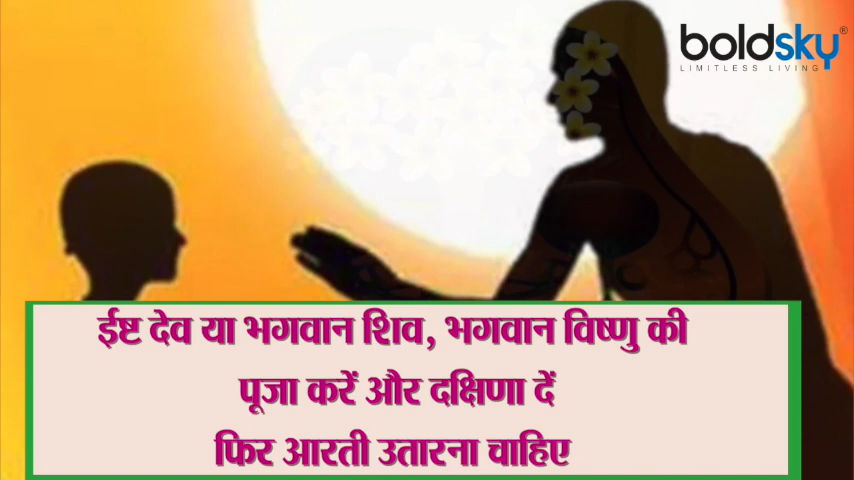 boldsky®
LIMITLESS LIVING
ईष्ट देव या भगवान शिव, भगवान विष्णु की
पूजा करें और दक्षिणा दें
फिर आरती उतारना चाहिए